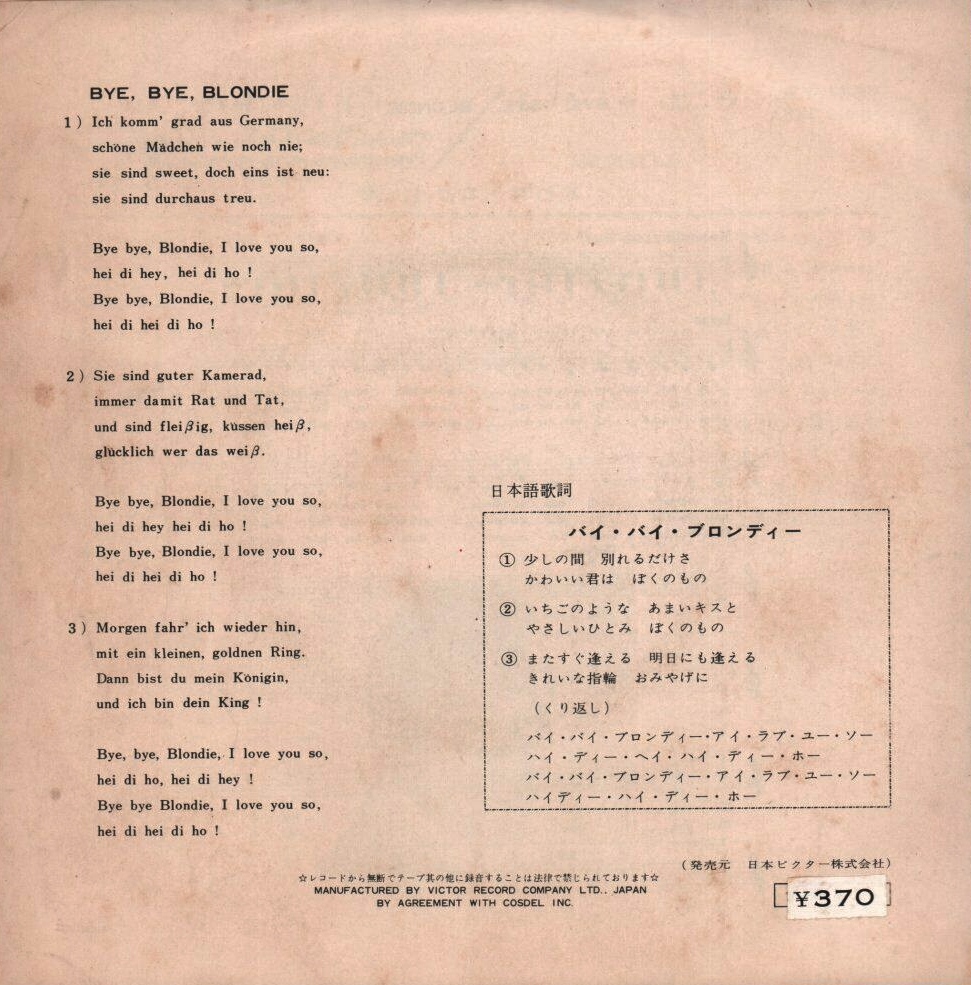 BYE, BYE, BLONDIE
1) Ich komm' grad aus Germany,
schöne Mädchen wie noch nie;
sie sind sweet, doch eins ist neu:
sie sind durchaus treu.
Bye bye, Blondie, I love you so,
hei di hey, hei di ho !
Bye bye, Blondie, I love you so,
hei di hei di ho !
2) Sie sind guter Kamerad,
immer damit Rat und Tat,
und sind fleiβig, küssen heiβ,
glücklich wer das weiβ.
Bye bye, Blondie, I love you so,
hei di hey hei di ho !
Bye bye, Blondie, I love you so,
hei di hei di ho !
3) Morgen fahr' ich wieder hin,
mit ein kleinen, goldnen Ring.
Dann bist du mein Königin,
und ich bin dein King !
Bye, bye, Blondie, I love you so,
hei di ho, hei di hey !
Bye bye Blondie, I love you so,
hei di hei di ho !
日本語歌詞
バイ・バイ・ブロンディー
① 少しの間 別れるだけさ
かわいい君は ぼくのもの
② いちごのような あまいキスと
やさしいひとみ ぼくのもの
③ またすぐ逢える 明日にも逢える
きれいな指輪 おみやげに
(くり返し)
バイ・バイ・ブロンディー・アイ・ラブ・ユー・ソー
ハイ・ディー・ヘイ・ハイ・ディー・ホー
バイ・バイ・ブロンディー・アイ・ラブ・ユー・ソー
ハイディー・ハイ・ディー・ホー
(発売元 日本ビクター株式会社)
☆レコードから無断でテープ其の他に録音することは法律で禁じられております☆
MANUFACTURED BY VICTOR RECORD COMPANY LTD., JAPAN
BY AGREEMENT WITH COSDEL INC.
¥370